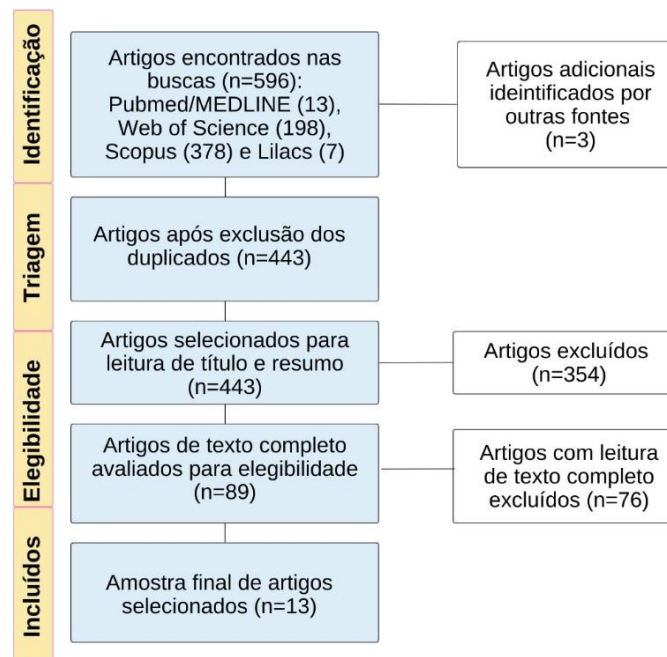 Identificação
Artigos encontrados nas
buscas (n=596):
Pubmed/MEDLINE (13),
Web of Science (198),
Scopus (378) e Lilacs (7)
Artigos adicionais
ideintificados por
outras fontes
(n=3)
Triagem
Artigos após exclusão dos
duplicados (n=443)
Elegibilidade
Artigos selecionados para
leitura de título e resumo
(n=443)
Artigos excluídos
(n=354)
Artigos de texto completo
avaliados para elegibilidade
(n=89)
Artigos com leitura
de texto completo
excluídos (n=76)
Incluídos
Amostra final de artigos
selecionados (n=13)